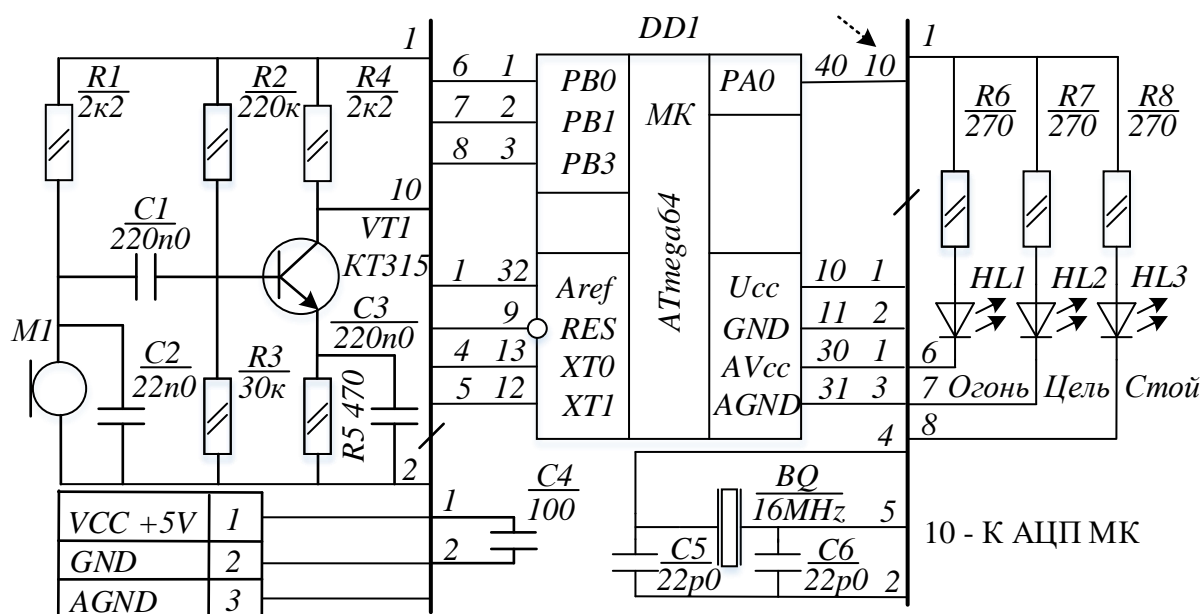 DD1
1
R1
2к2
R2
220к
R4
2к2
6 1 PB0
7 2 PB1
8 3 PB3
МК
ATmega64
PA0 40 10
1
R6
270
R7
270
R8
270
10
C1
220n0
VT1
КТ315
1 32 Aref
9 RES
4 13 XT0
5 12 XT1
Ucc 10 1
GND 11 2
AVcc 30 1
AGND 31 3
HL1
HL2
HL3
6
7
8
Огонь Цель Стой
M1
C2
22n0
R3
30к
C3
220n0
R5 470
2
VCC +5V 1
GND 2
AGND 3
1
2
C4
100
4
BQ
16MHz
5
C5
22p0
C6
22p0
2
10 - К АЦП МК